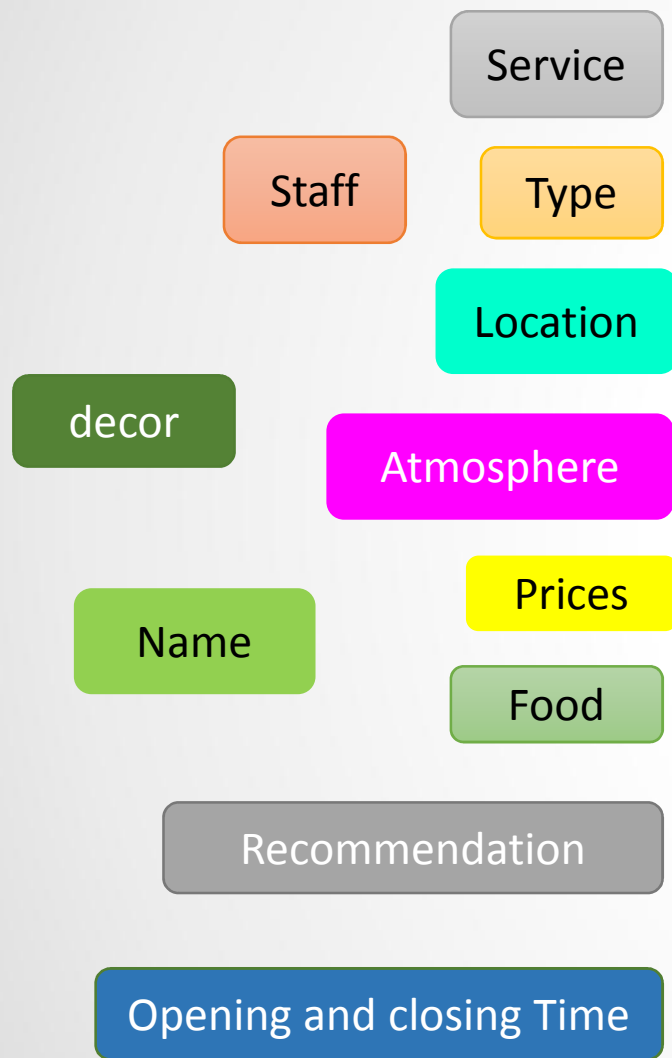 Service
Staff
Type
Location
decor
Atmosphere
Prices
Name
Food
Recommendation
Opening and closing Time